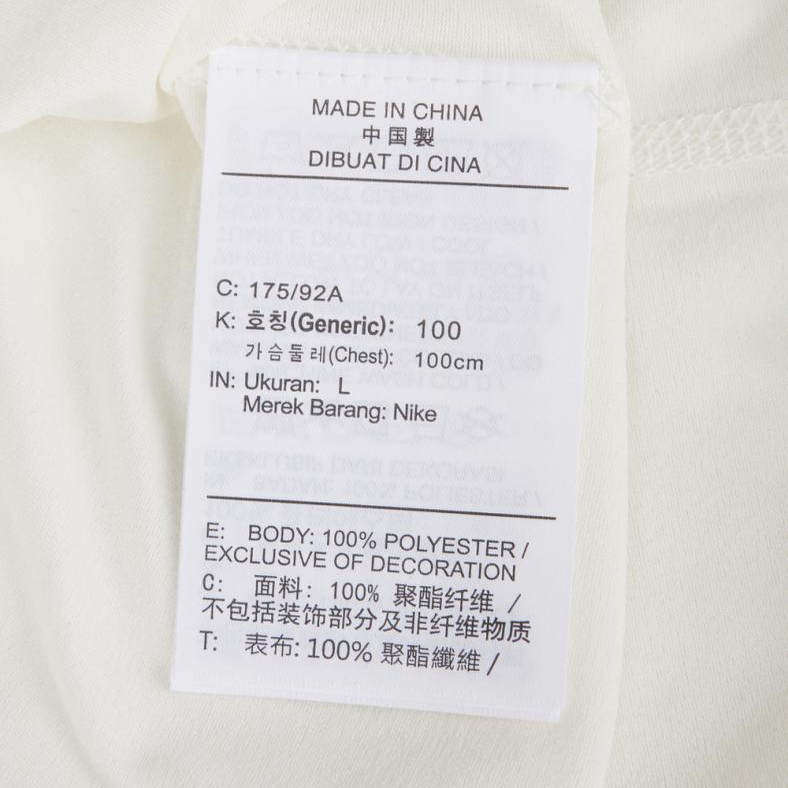 MADE IN CHINA
中国製
DIBUAT DI CINA
C: 175/92A
K: 호칭(Generic): 100
가슴둘레(Chest): 100cm
IN: Ukuran: L
Merek Barang: Nike
E: BODY: 100% POLYESTER /
EXCLUSIVE OF DECORATION
C: 面料: 100% 聚酯纤维 /
不包括装饰部分及非纤维物质
T: 表布: 100% 聚酯纖維 /